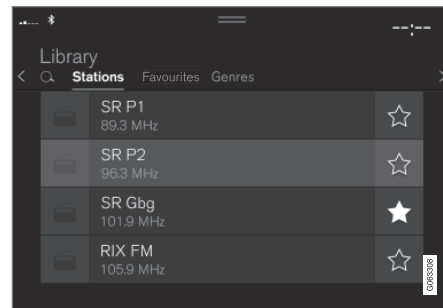 --:--
Library
Stations Favourites Genres
SR P1
89.3 MHz
SR P2
96.3 MHz
SR Gbg
101.9 MHz
RIX FM
105.9 MHz
G063308